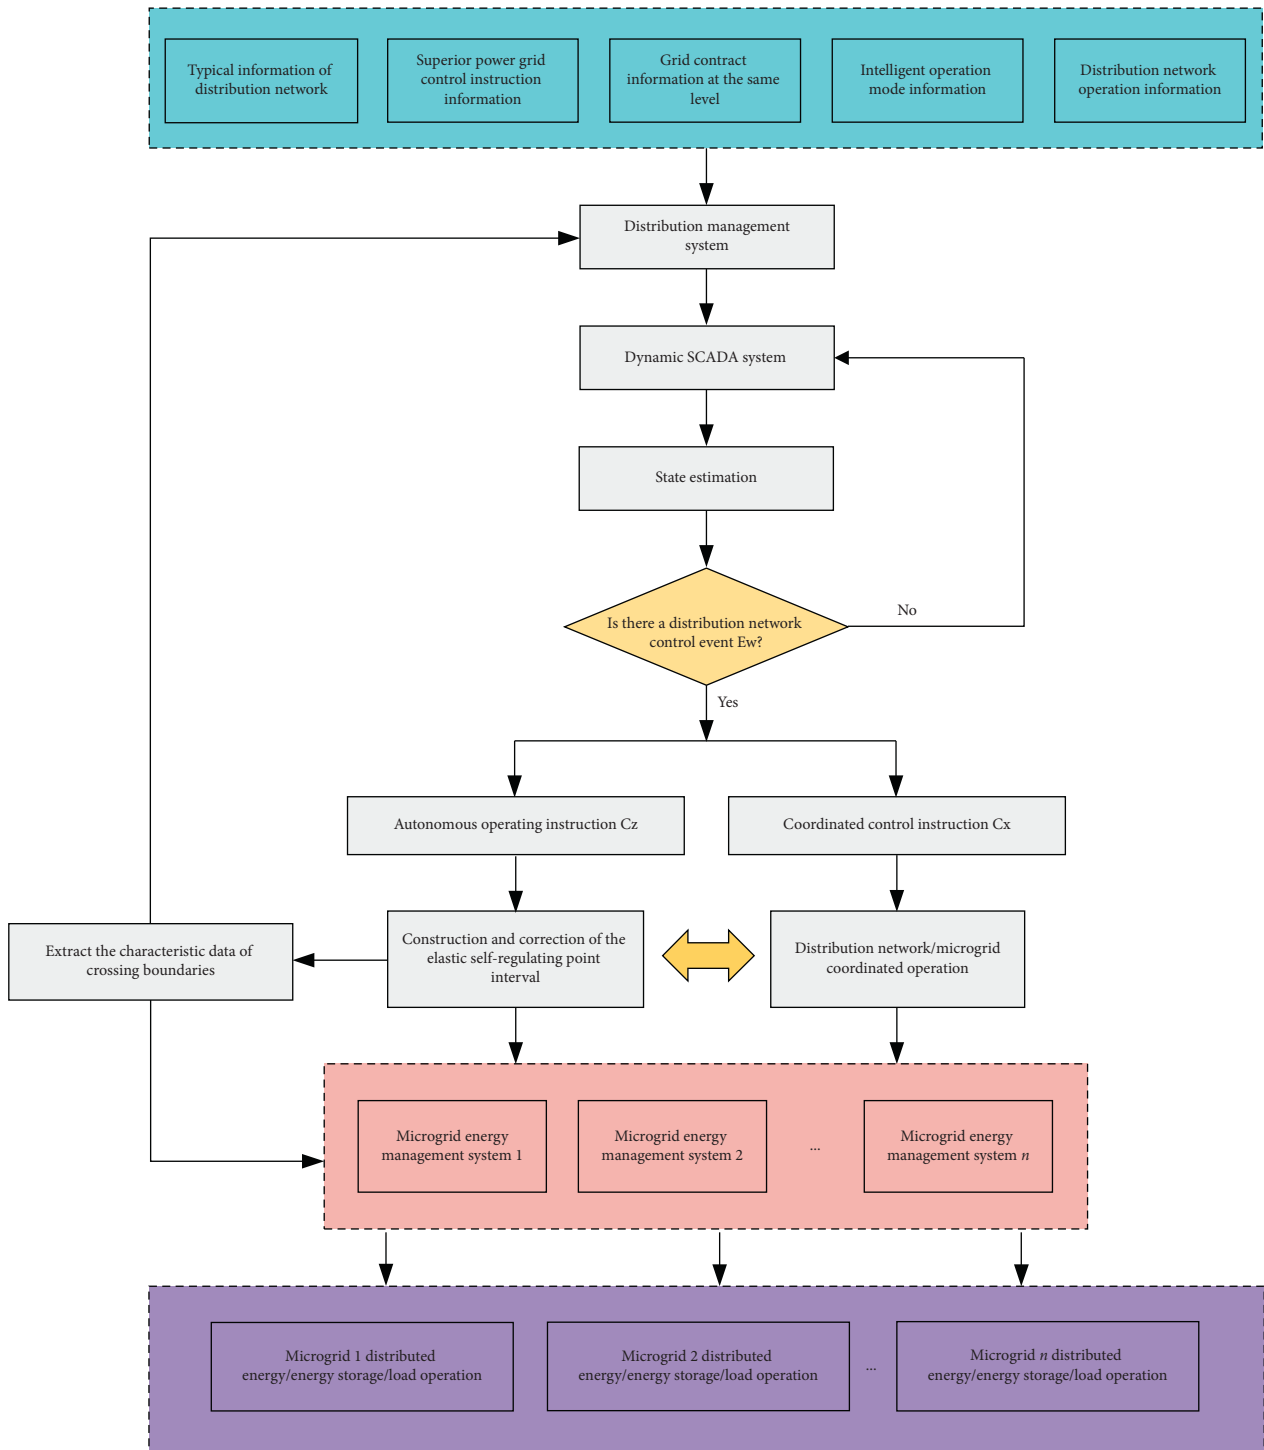 Typical information of
distribution network
Superior power grid
control instruction
information
Grid contract
information at the same
level
Intelligent operation
mode information
Distribution network
operation information
Distribution management
system
Dynamic SCADA system
State estimation
Is there a distribution network
control event Ew?
No
Yes
Autonomous operating instruction Cz
Coordinated control instruction Cx
Extract the characteristic data of
crossing boundaries
Construction and correction of the
elastic self-regulating point
interval
Distribution network/microgrid
coordinated operation
Microgrid energy
management system 1
Microgrid energy
management system 2
...
Microgrid energy
management system n
Microgrid 1 distributed
energy/energy storage/load operation
Microgrid 2 distributed
energy/energy storage/load operation
...
Microgrid n distributed
energy/energy storage/load operation